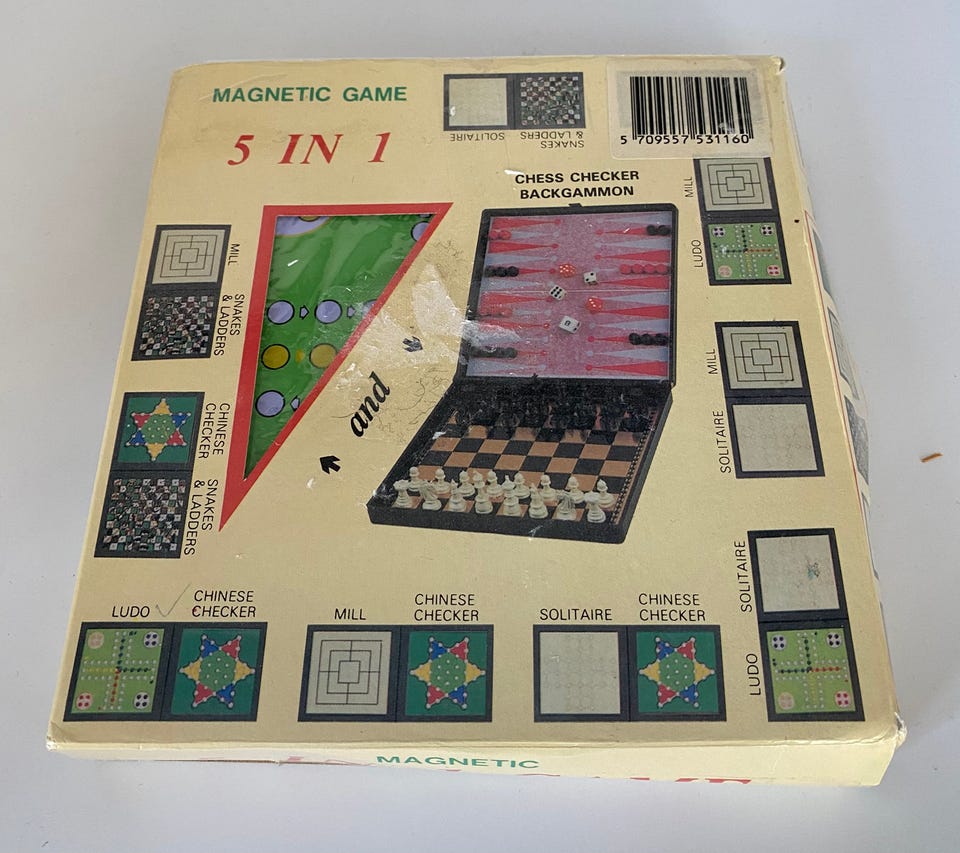 MAGNETIC GAME
5 IN 1
SOLITAIRE
SNAKES
& LADDERS
5 709557 531160
CHESS CHECKER
BACKGAMMON
MILL
LUDO
MILL
SNAKES
& LADDERS
and
MILL
SOLITAIRE
CHINESE
CHECKER
SNAKES
& LADDERS
SOLITAIRE
LUDO
LUDO
CHINESE
CHECKER
MILL
CHINESE
CHECKER
SOLITAIRE
CHINESE
CHECKER
MAGNETIC